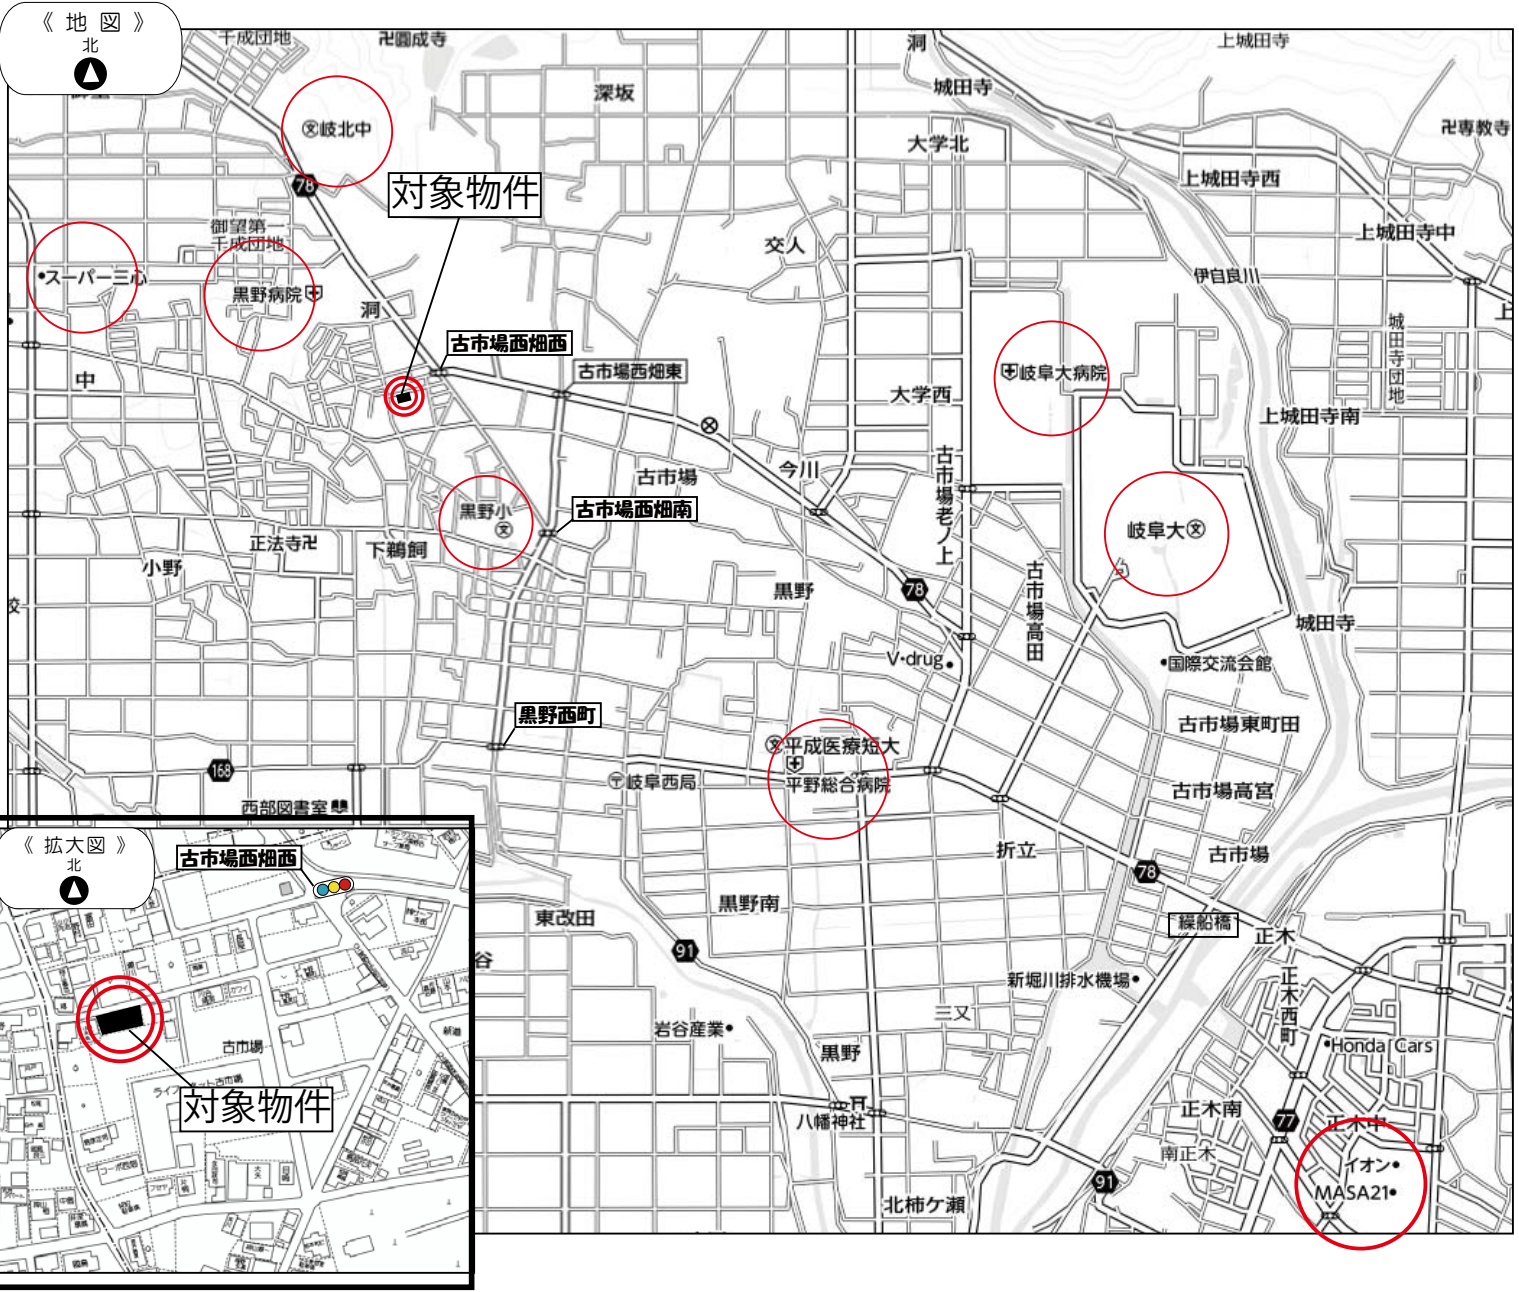 《 地 図 》
北
千成団地
卍圓成寺
洞
上城田寺
深坂
城田寺
岐北中
大学北
卍専教寺
78
対象物件
上城田寺西
御望第一
千成団地
交人
上城田寺中
スーパー三心
黒野病院
伊自良川
洞
上
城田寺団地
古市場西畑西
古市場西畑東
中
岐阜大病院
大学西
上城田寺南
古市場
今川
古市場老ノ上
黒野小
文
古市場西畑南
岐阜大文
正法寺卍
下鵜飼
小野
古市場高田
黒野
78
城田寺
V・drug
国際交流会館
黒野西町
古市場東町田
文平成医療短大
168
〒岐阜西局
平野総合病院
古市場高宮
西部図書室
折立
古市場
78
黒野南
東改田
繰船橋
正木
91
谷
新堀川排水機場
正木西町
三又
岩谷産業
黒野
Honda Cars
八幡神社
正木南
77
正木中
南正木
イオン
91
MASA21
北柿ケ瀬
《 拡大図 》
北
古市場西畑西
古市場
対象物件